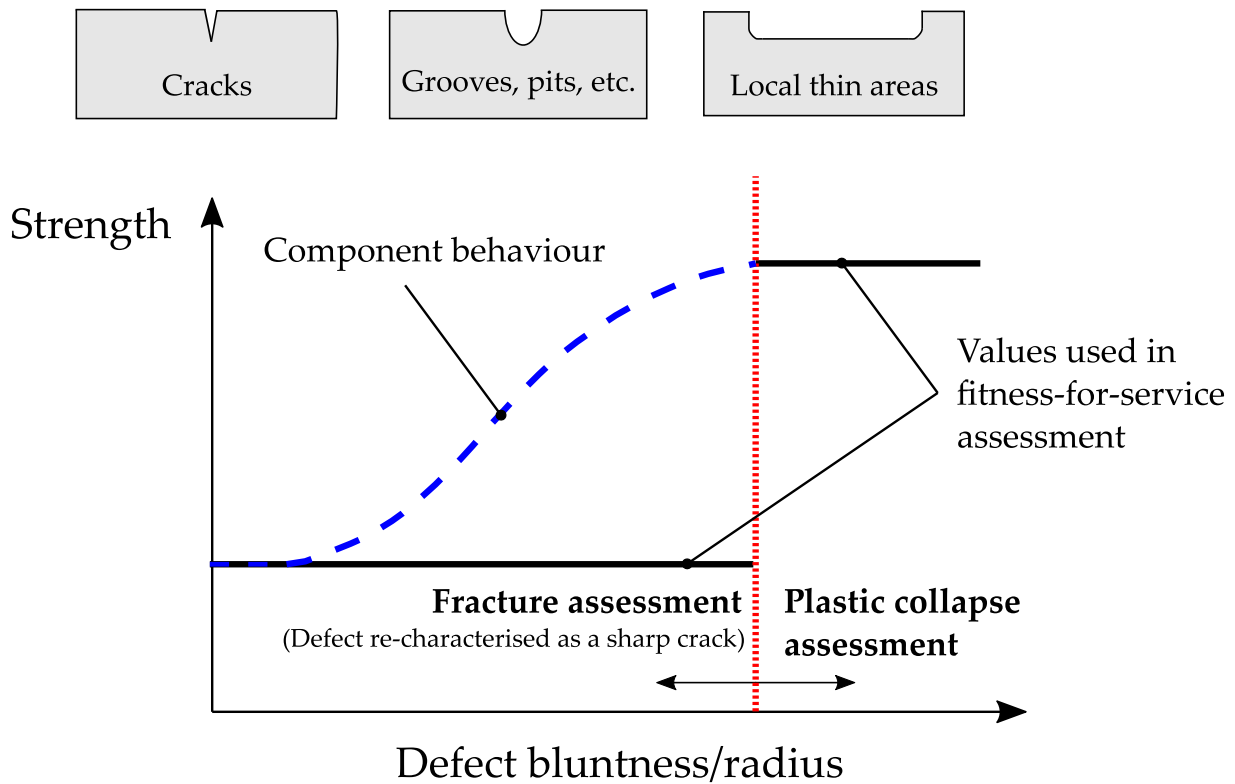 Cracks
Grooves, pits, etc.
Local thin areas
Strength
Component behaviour
Values used in
fitness-for-service
assessment
Fracture assessment
(Defect re-characterised as a sharp crack)
Plastic collapse
assessment
Defect bluntness/radius